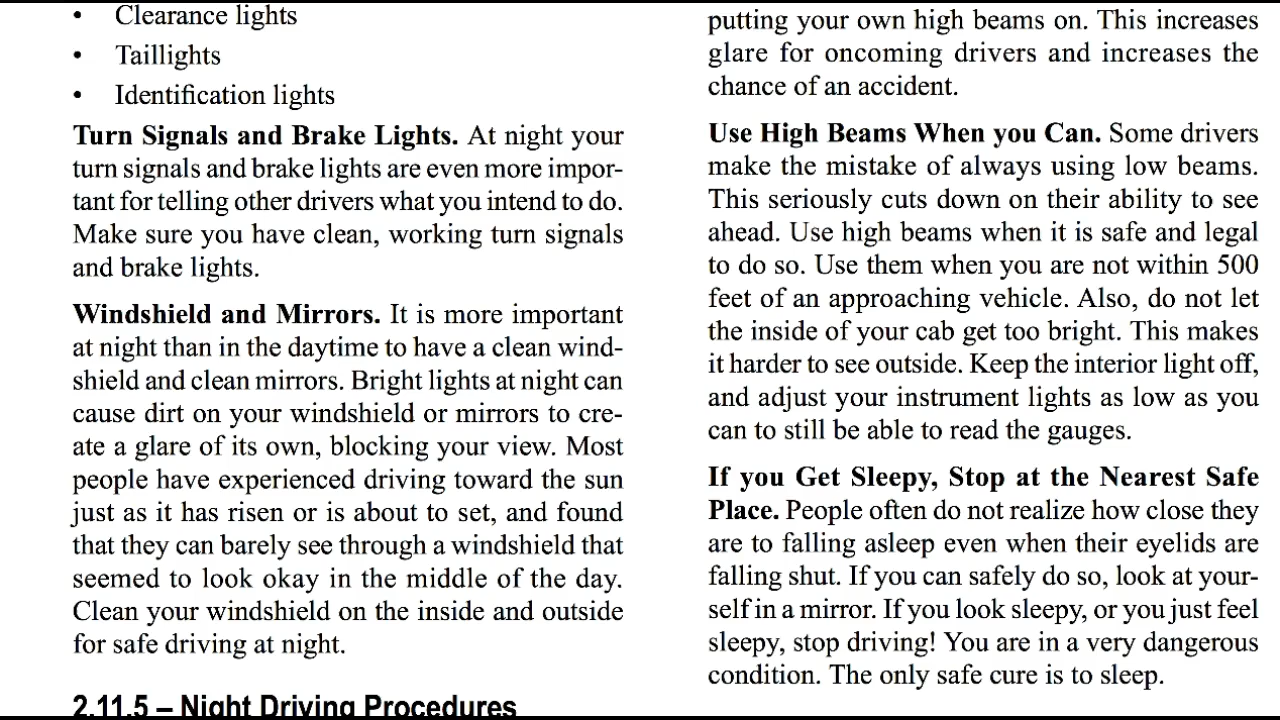 • Clearance lights
• Taillights
• Identification lights
Turn Signals and Brake Lights. At night your
turn signals and brake lights are even more impor-
tant for telling other drivers what you intend to do.
Make sure you have clean, working turn signals
and brake lights.
Windshield and Mirrors. It is more important
at night than in the daytime to have a clean wind-
shield and clean mirrors. Bright lights at night can
cause dirt on your windshield or mirrors to cre-
ate a glare of its own, blocking your view. Most
people have experienced driving toward the sun
just as it has risen or is about to set, and found
that they can barely see through a windshield that
seemed to look okay in the middle of the day.
Clean your windshield on the inside and outside
for safe driving at night.
2.11.5 – Night Driving Procedures
putting your own high beams on. This increases
glare for oncoming drivers and increases the
chance of an accident.
Use High Beams When you Can. Some drivers
make the mistake of always using low beams.
This seriously cuts down on their ability to see
ahead. Use high beams when it is safe and legal
to do so. Use them when you are not within 500
feet of an approaching vehicle. Also, do not let
the inside of your cab get too bright. This makes
it harder to see outside. Keep the interior light off,
and adjust your instrument lights as low as you
can to still be able to read the gauges.
If you Get Sleepy, Stop at the Nearest Safe
Place. People often do not realize how close they
are to falling asleep even when their eyelids are
falling shut. If you can safely do so, look at your-
self in a mirror. If you look sleepy, or you just feel
sleepy, stop driving! You are in a very dangerous
condition. The only safe cure is to sleep.